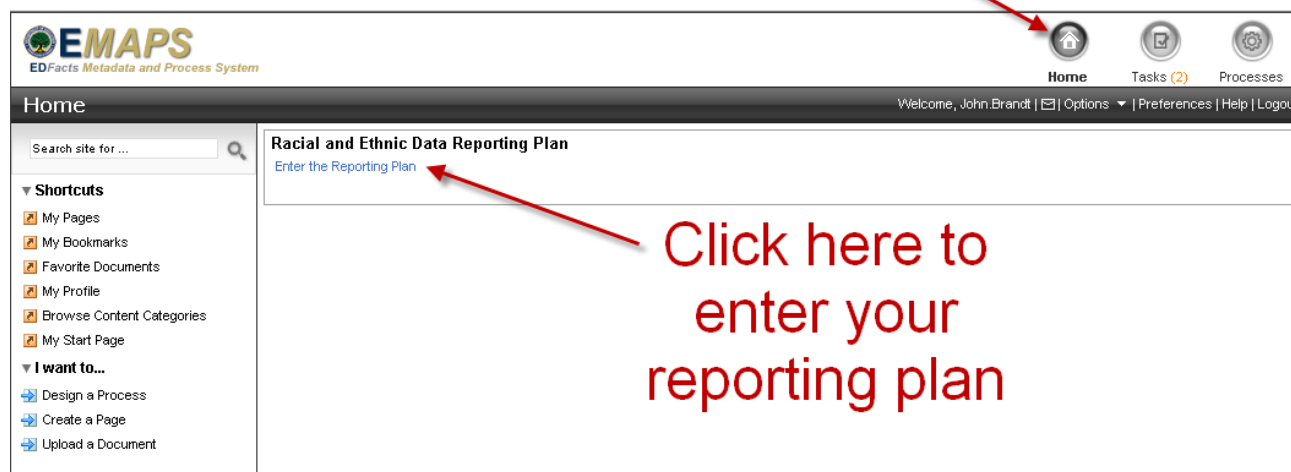 EMAPS
EDFacts Metadata and Process System
Home
Tasks (2)
Processes
Home
Welcome, John.Brandt | | Options ▼ | Preferences | Help | Logou
Search site for ...
Racial and Ethnic Data Reporting Plan
Enter the Reporting Plan
▼ Shortcuts
My Pages
My Bookmarks
Favorite Documents
My Profile
Browse Content Categories
My Start Page
▼ I want to...
Design a Process
Create a Page
Upload a Document
Click here to
enter your
reporting plan